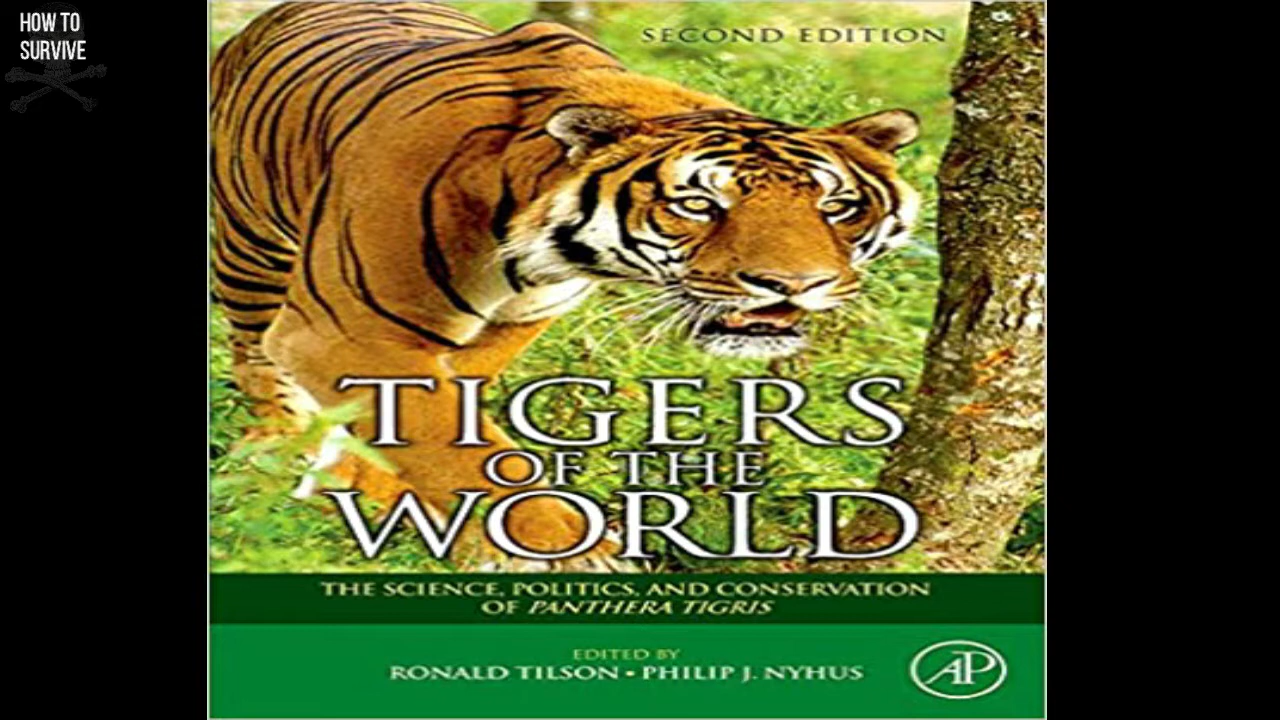 HOW TO
SURVIVE
SECOND EDITION
TIGERS
OF THE
WORLD
THE SCIENCE, POLITICS, AND CONSERVATION
OF PANTHERA TIGRIS
EDITED BY
RONALD TILSON • PHILIP J. NYHUS
AP